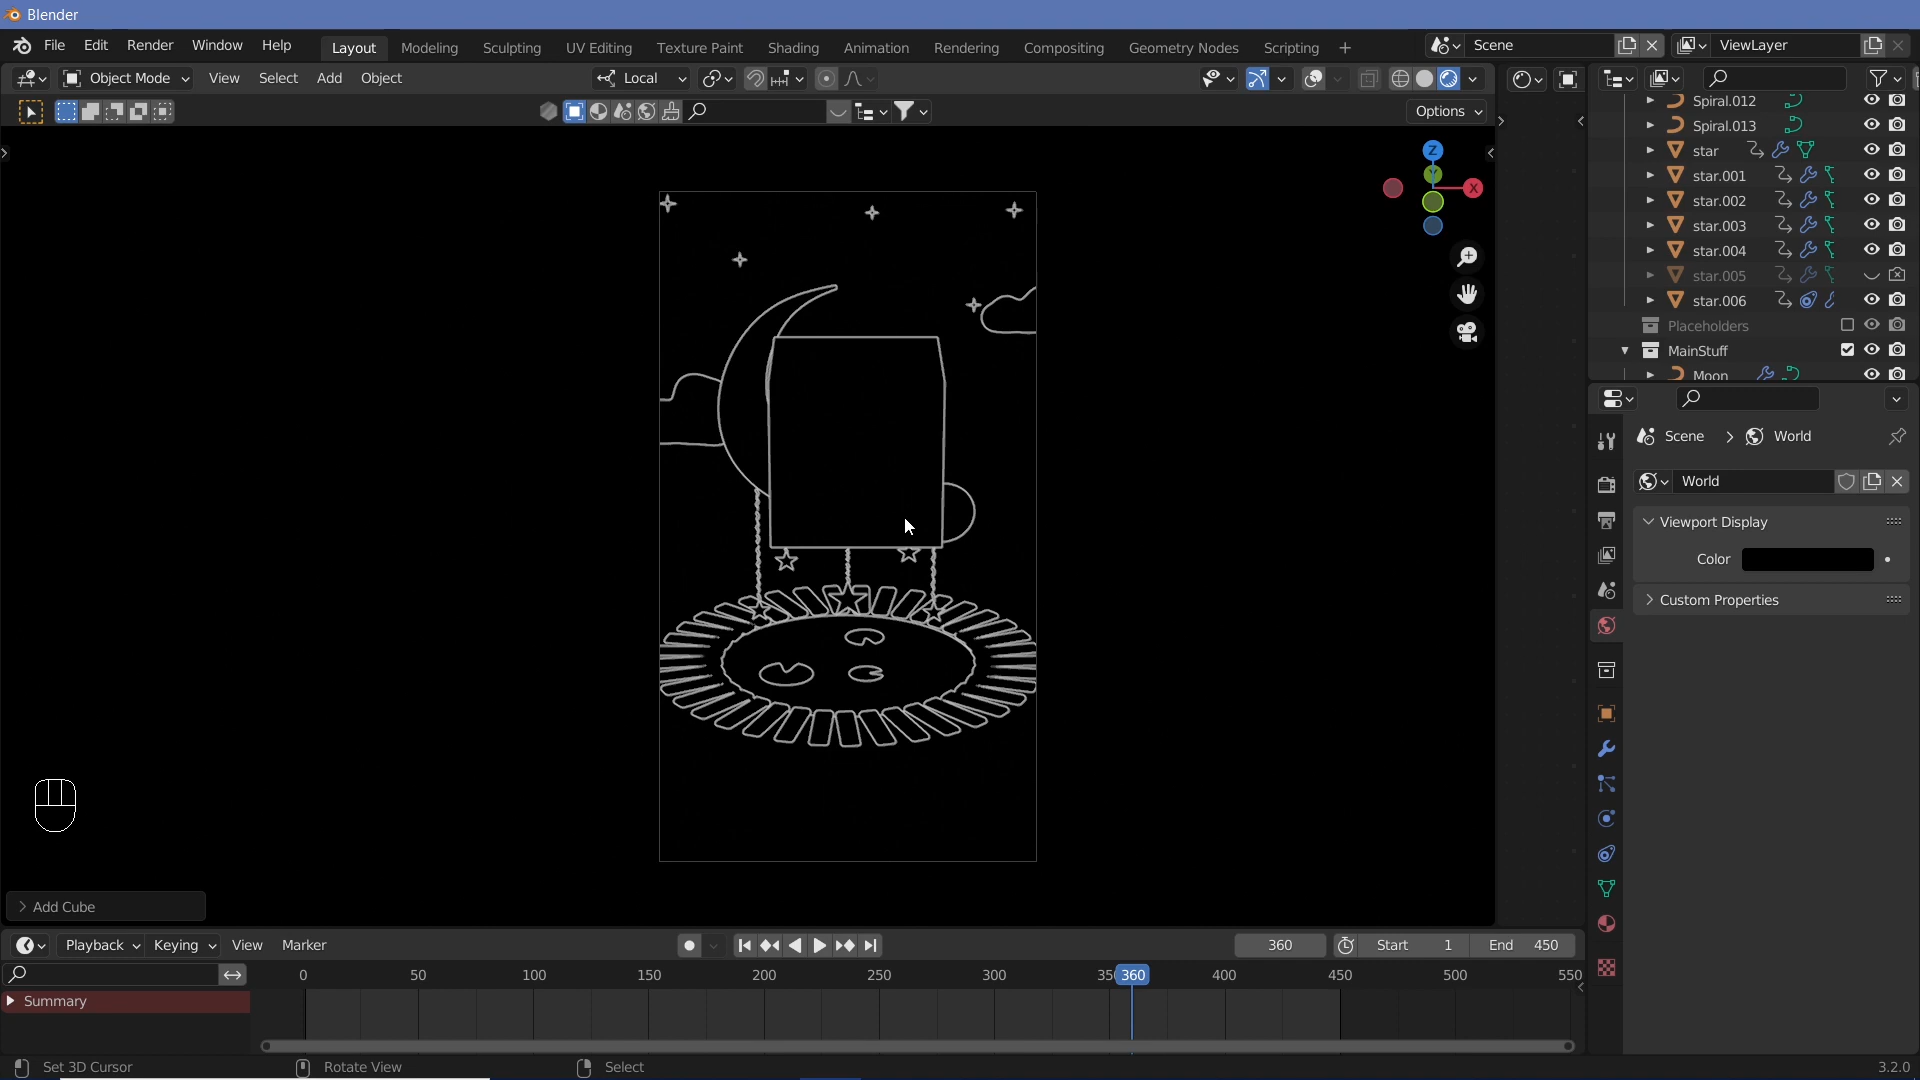 Blender
File Edit Render Window Help Layout Modeling Sculpting UV Editing Texture Paint Shading Animation Rendering Compositing Geometry Nodes Scripting + Scene ViewLayer
Object Mode View Select Add Object Local
Options
Z
X
Spiral.012
Spiral.013
star
star.001
star.002
star.003
star.004
star.005
star.006
Placeholders
MainStuff
Moon
Scene > World
World
Viewport Display
Color
Custom Properties
Add Cube
Playback Keying View Marker 360 Start 1 End 450
0 50 100 150 200 250 300 35 360 400 450 500 550
Summary
Set 3D Cursor Rotate View Select 3.2.0